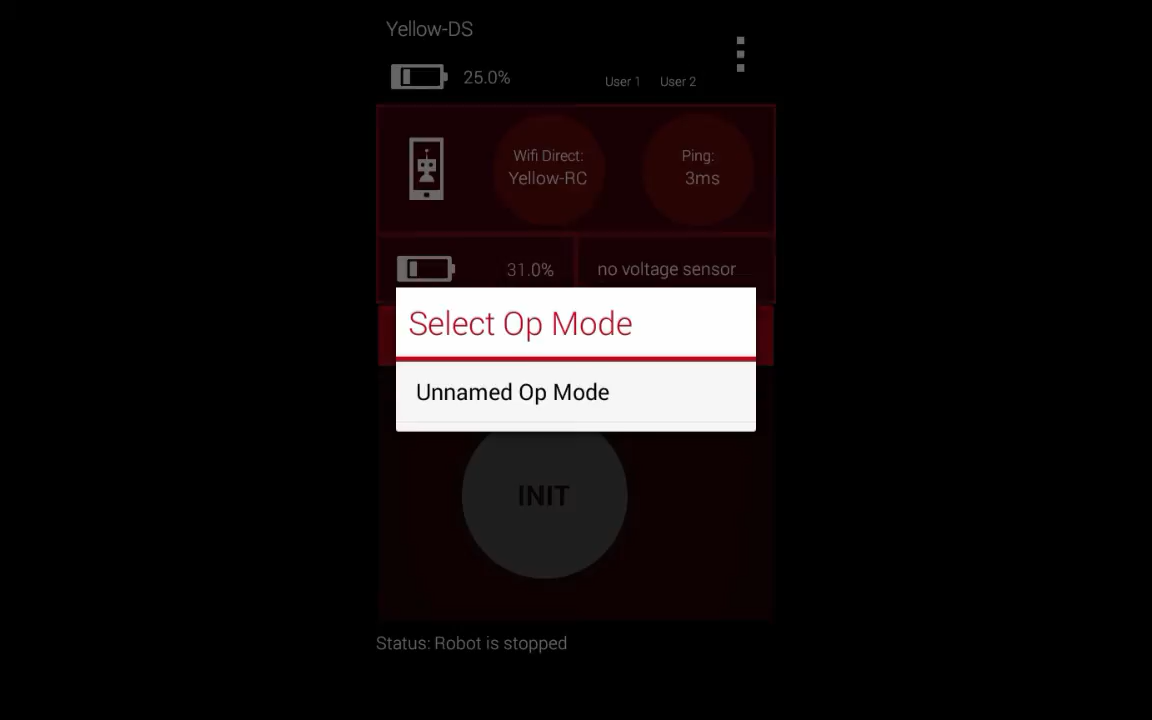 Yellow-DS
25.0%
User 1 User 2
Wifi Direct:
Yellow-RC
Ping:
3ms
31.0%
no voltage sensor
Select Op Mode
Unnamed Op Mode
INIT
Status: Robot is stopped